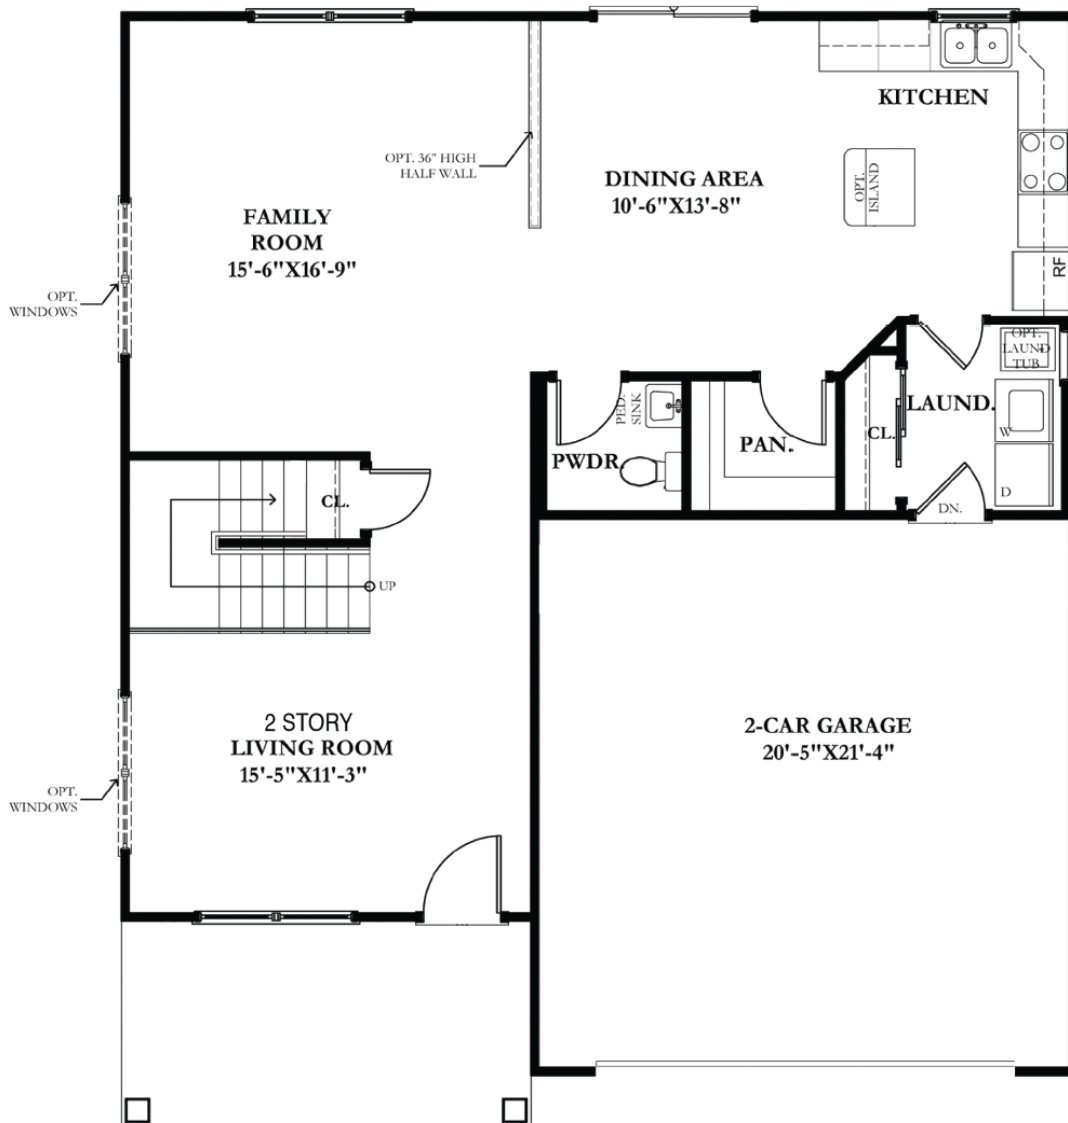 KITCHEN
OPT. 36" HIGH
HALF WALL
DINING AREA
10'-6"X13'-8"
OPT.
ISLAND
FAMILY
ROOM
15'-6"X16'-9"
RF
OPT.
WINDOWS
OPT.
LAUND
TUB
PED.
SINK
LAUND.
W
CL.
PAN.
PWDR.
D
CL.
DN.
UP
2 STORY
LIVING ROOM
15'-5"X11'-3"
2-CAR GARAGE
20'-5"X21'-4"
OPT.
WINDOWS